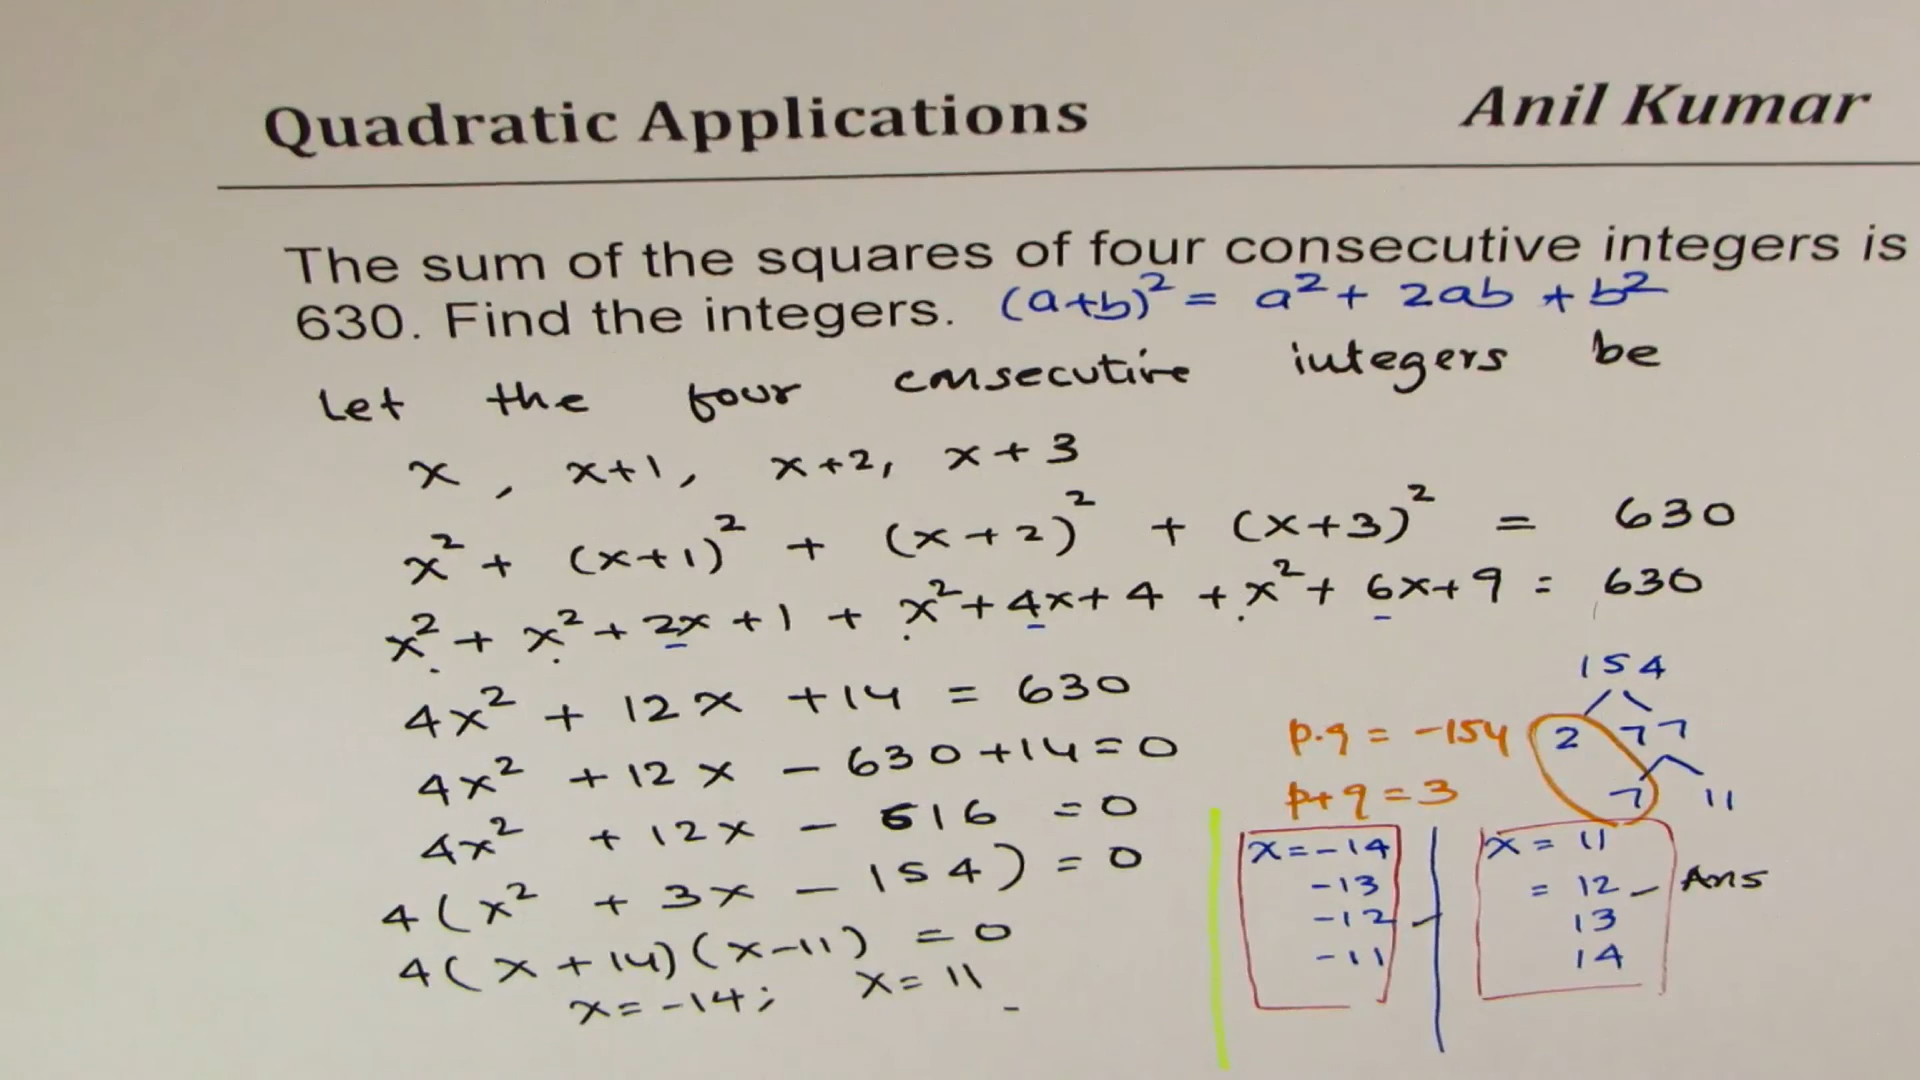 Quadratic Applications Anil Kumar
The sum of the squares of four consecutive integers is
630. Find the integers. (a+b)² = a² + 2ab + b²
Let the four consecutive integers be
x , x+1, x+2, x+3
x² + (x+1)² + (x+2)² + (x+3)² = 630
x² + x² + 2x + 1 + x² + 4x + 4 + x² + 6x + 9 = 630
4x² + 12x + 14 = 630
4x² + 12x - 630 + 14 = 0
4x² + 12x - 616 = 0
4(x² + 3x - 154) = 0
4(x + 14)(x - 11) = 0
x = -14; x = 11
154
p.q = -154 2 77
p+q = 3 7 11
x = -14
-13
-12
-11
x = 11
= 12 - Ans
13
14